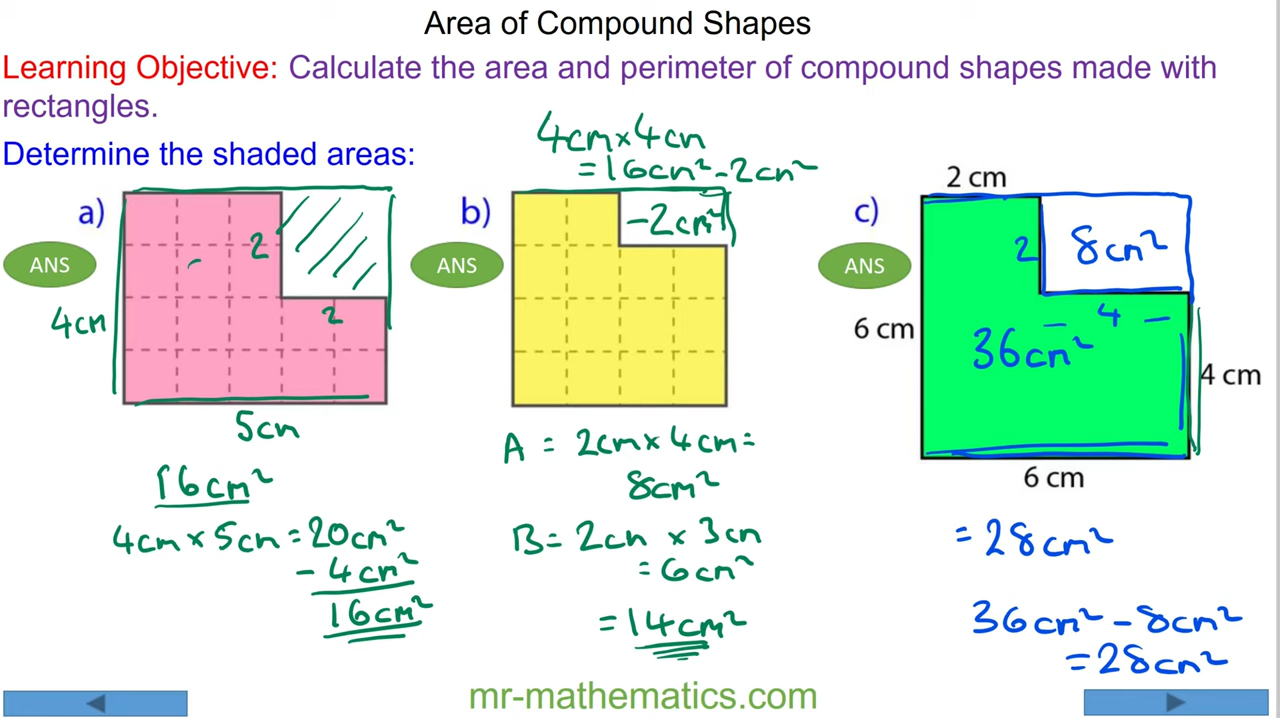 Area of Compound Shapes
Learning Objective: Calculate the area and perimeter of compound shapes made with
rectangles.
Determine the shaded areas:
a)
ANS
2
2
4cm
5cm
16cm²
4cm x 5cm = 20cm²
- 4cm²
16cm²
4cm x 4cm
= 16cm² - 2cm²
b)
ANS
-2cm²
A = 2cm x 4cm =
8cm²
B = 2cm x 3cm
= 6cm²
= 14cm²
2 cm
c)
ANS
2
8cm²
6 cm
4
36cm²
4 cm
6 cm
= 28cm²
36cm² - 8cm²
= 28cm²
mr-mathematics.com